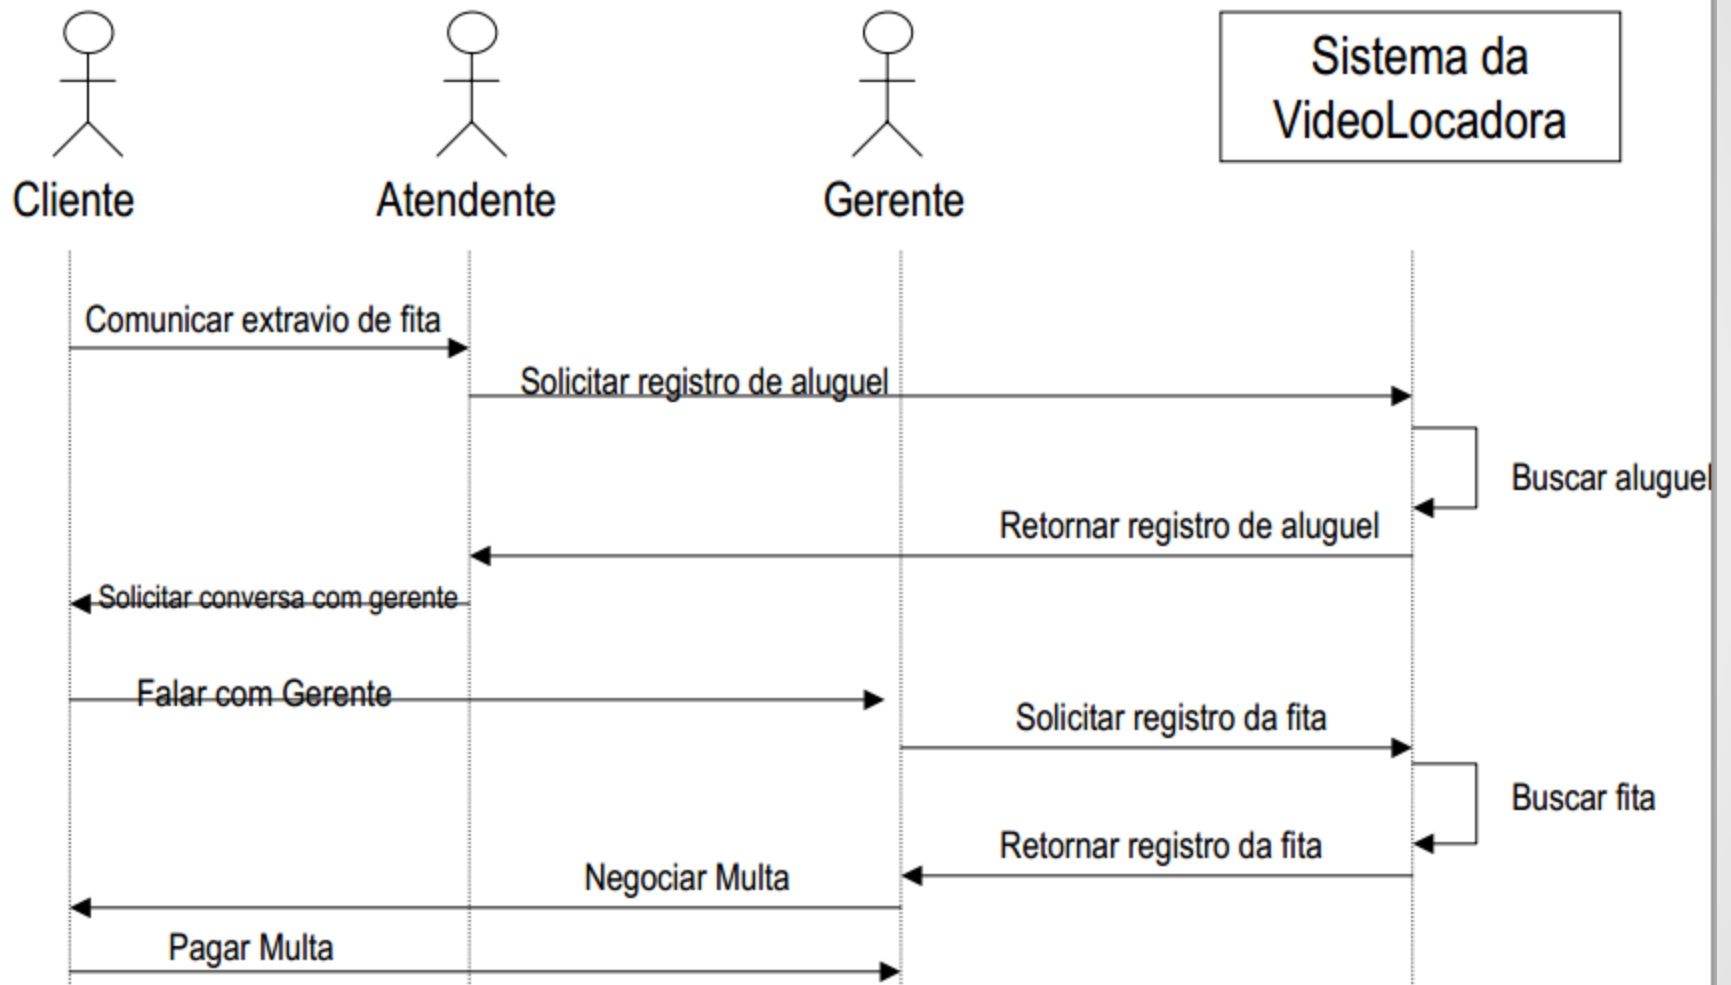 Sistema da
VideoLocadora
Cliente
Atendente
Gerente
Comunicar extravio de fita
Solicitar registro de aluguel
Buscar aluguel
Retornar registro de aluguel
Solicitar conversa com gerente
Falar com Gerente
Solicitar registro da fita
Buscar fita
Retornar registro da fita
Negociar Multa
Pagar Multa